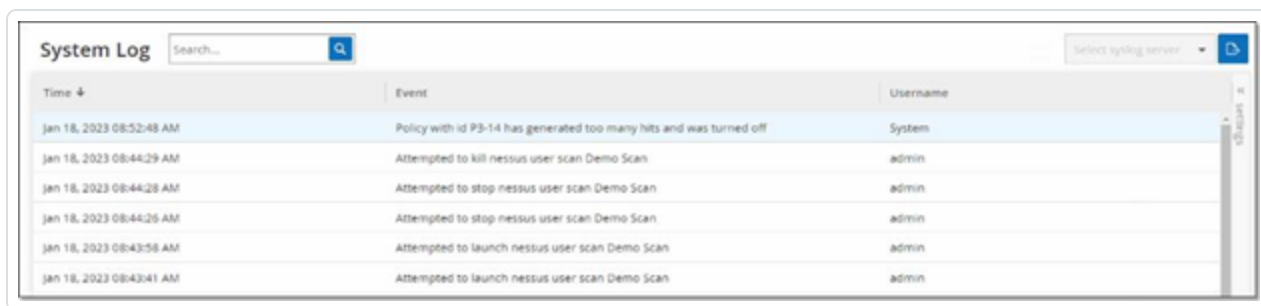 System Log Search... Select syslog server
Time Event Username
Jan 18, 2023 08:52:48 AM Policy with id P3-14 has generated too many hits and was turned off System
Jan 18, 2023 08:44:29 AM Attempted to kill nessus user scan Demo Scan admin
Jan 18, 2023 08:44:28 AM Attempted to stop nessus user scan Demo Scan admin
Jan 18, 2023 08:44:26 AM Attempted to stop nessus user scan Demo Scan admin
Jan 18, 2023 08:43:58 AM Attempted to launch nessus user scan Demo Scan admin
Jan 18, 2023 08:43:41 AM Attempted to launch nessus user scan Demo Scan admin
settings